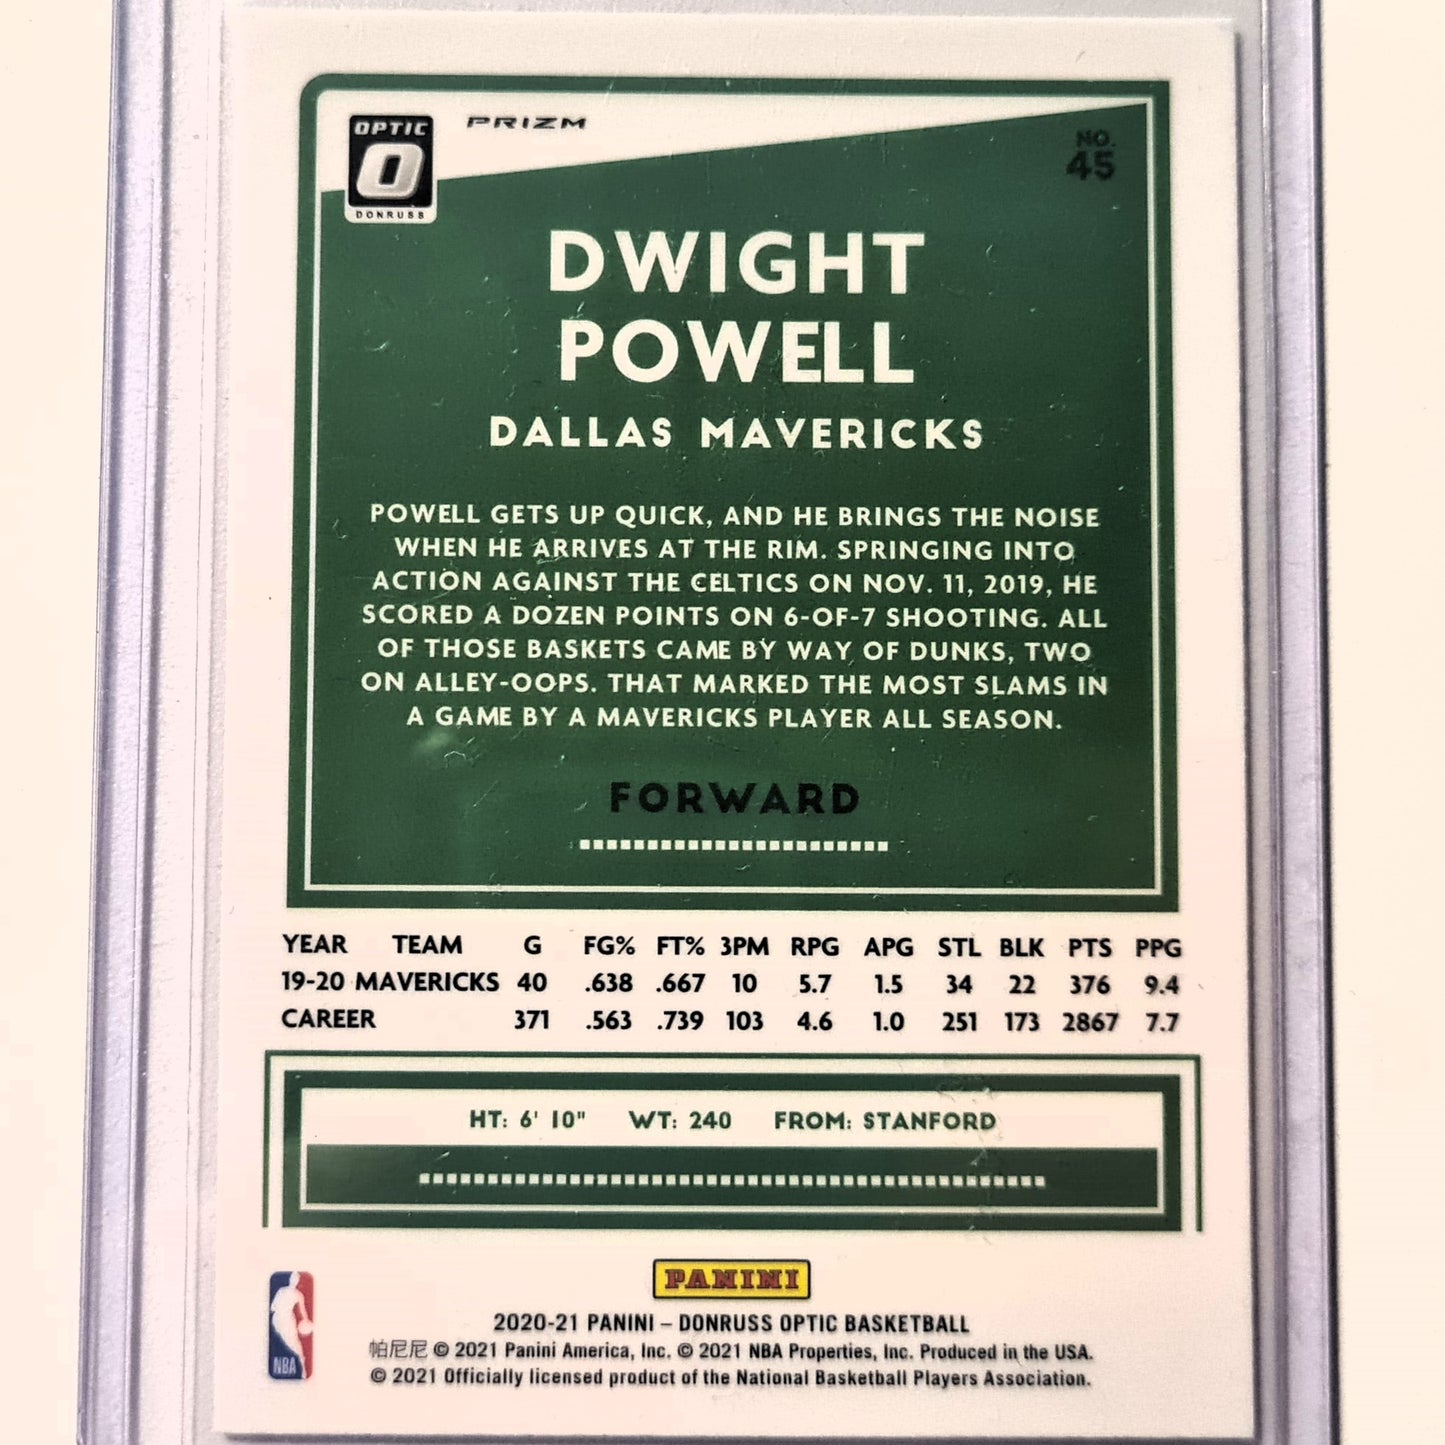 OPTIC
O
DONRUSS
PRIZM
NO.
45
DWIGHT
POWELL
DALLAS MAVERICKS
POWELL GETS UP QUICK, AND HE BRINGS THE NOISE
WHEN HE ARRIVES AT THE RIM. SPRINGING INTO
ACTION AGAINST THE CELTICS ON NOV. 11, 2019, HE
SCORED A DOZEN POINTS ON 6-OF-7 SHOOTING. ALL
OF THOSE BASKETS CAME BY WAY OF DUNKS, TWO
ON ALLEY-OOPS. THAT MARKED THE MOST SLAMS IN
A GAME BY A MAVERICKS PLAYER ALL SEASON.
FORWARD
YEAR TEAM G FG% FT% 3PM RPG APG STL BLK PTS PPG
19-20 MAVERICKS 40 .638 .667 10 5.7 1.5 34 22 376 9.4
CAREER 371 .563 .739 103 4.6 1.0 251 173 2867 7.7
HT: 6' 10" WT: 240 FROM: STANFORD
PANINI
2020-21 PANINI – DONRUSS OPTIC BASKETBALL
帕尼尼 © 2021 Panini America, Inc. © 2021 NBA Properties, Inc. Produced in the USA.
© 2021 Officially licensed product of the National Basketball Players Association.
NBA